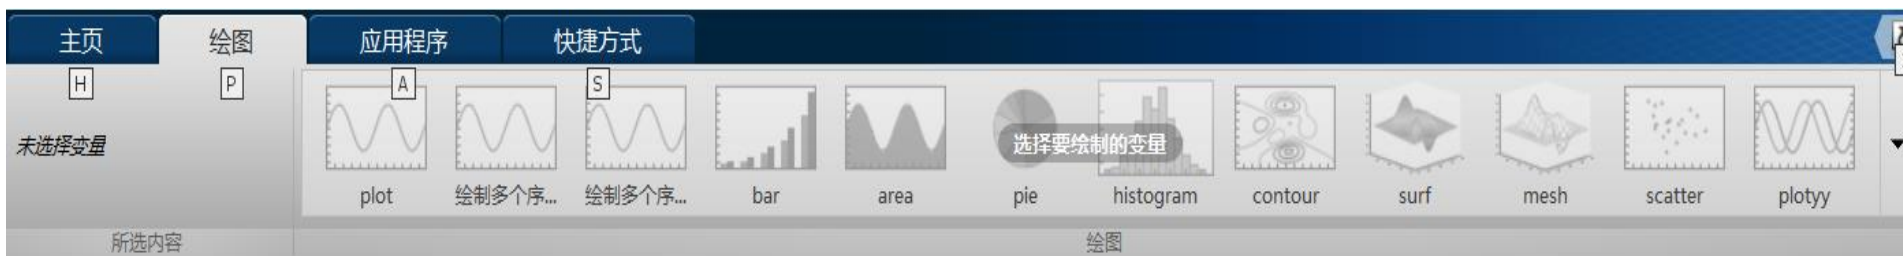 主页 绘图 应用程序 快捷方式
H P A S
未选择变量
选择要绘制的变量
plot 绘制多个序... 绘制多个序... bar area pie histogram contour surf mesh scatter plotyy
所选内容 绘图